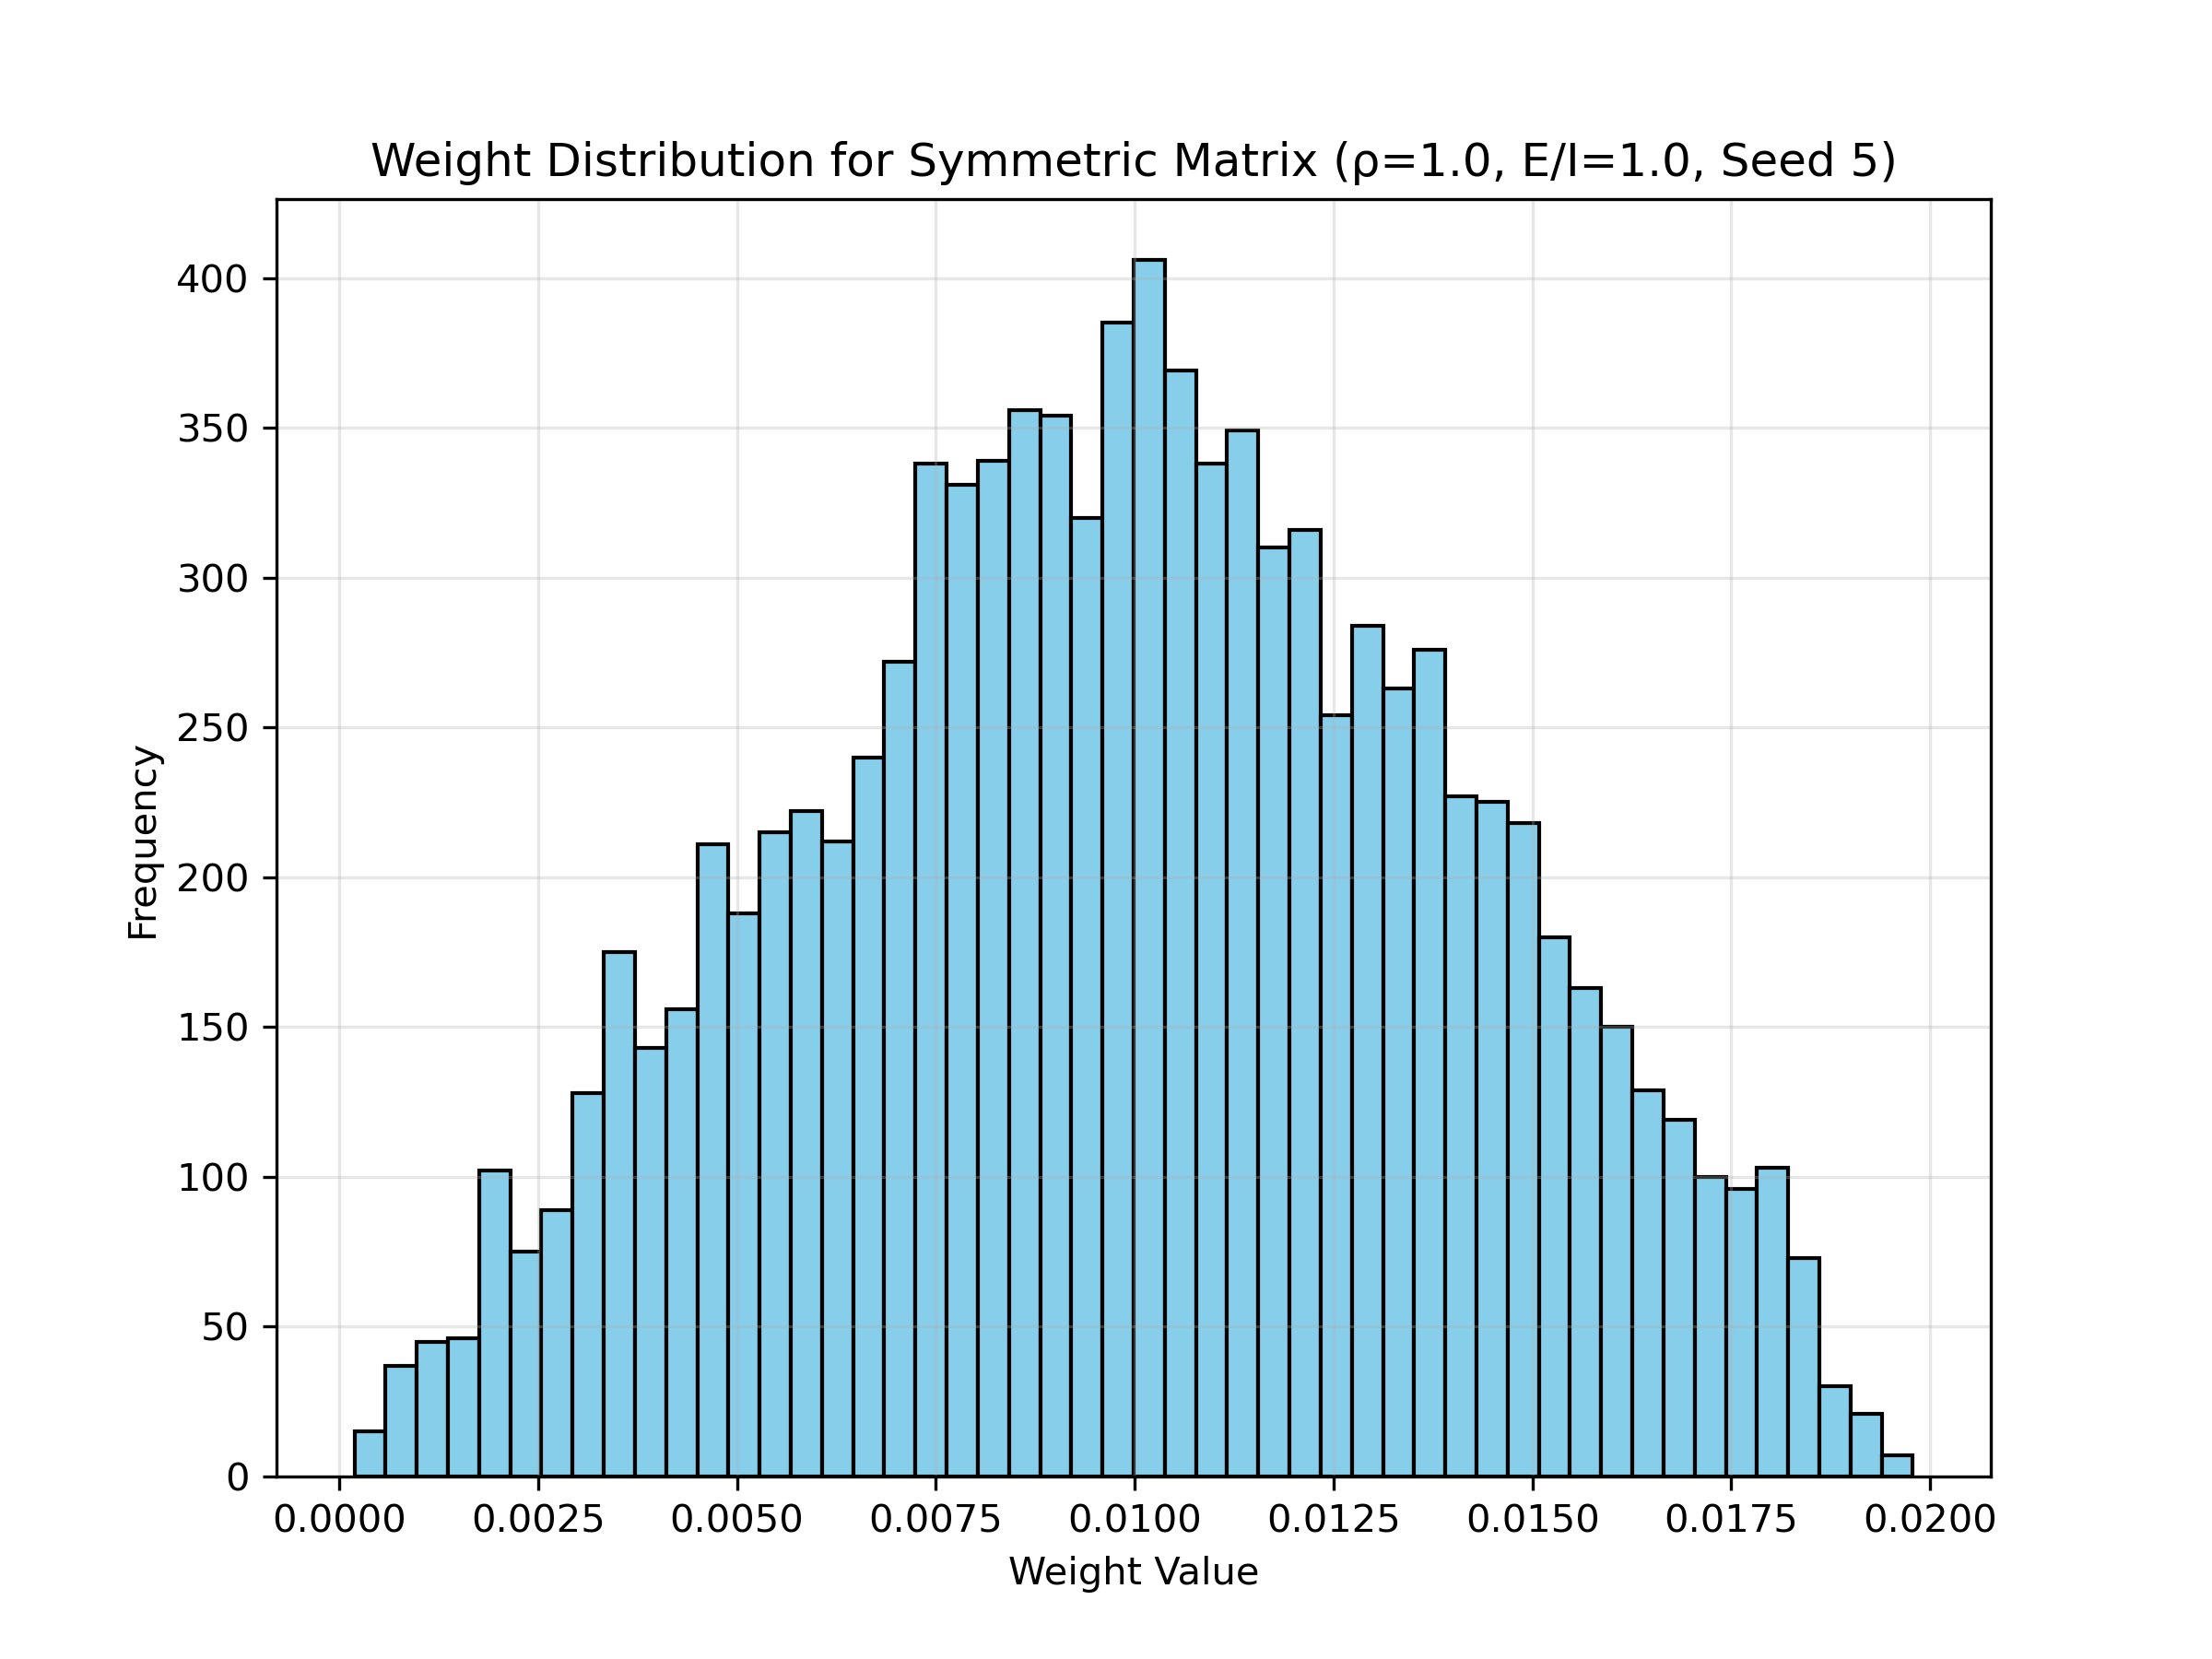 Weight Distribution for Symmetric Matrix (ρ=1.0, E/I=1.0, Seed 5)
Frequency
400
350
300
250
200
150
100
50
0
0.0000 0.0025 0.0050 0.0075 0.0100 0.0125 0.0150 0.0175 0.0200
Weight Value